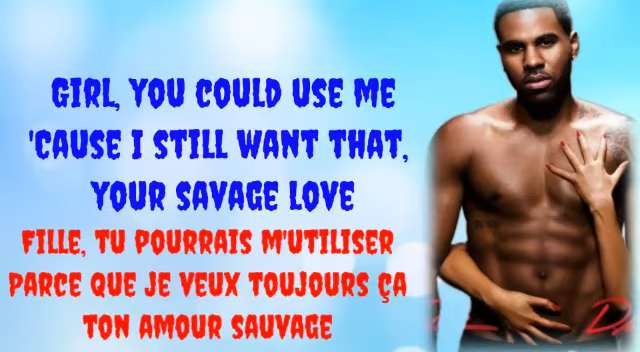 GIRL, YOU COULD USE ME
'CAUSE I STILL WANT THAT,
YOUR SAVAGE LOVE
FILLE, TU POURRAIS M'UTILISER
PARCE QUE JE VEUX TOUJOURS ÇA
TON AMOUR SAUVAGE